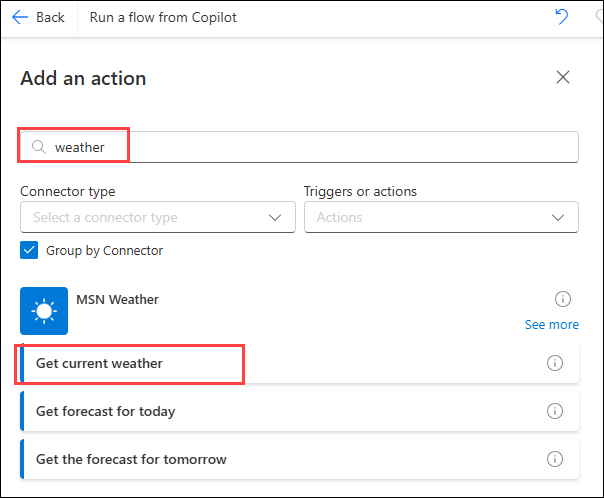 Back
Run a flow from Copilot
Add an action
weather
Connector type
Triggers or actions
Select a connector type
Actions
Group by Connector
MSN Weather
See more
Get current weather
Get forecast for today
Get the forecast for tomorrow